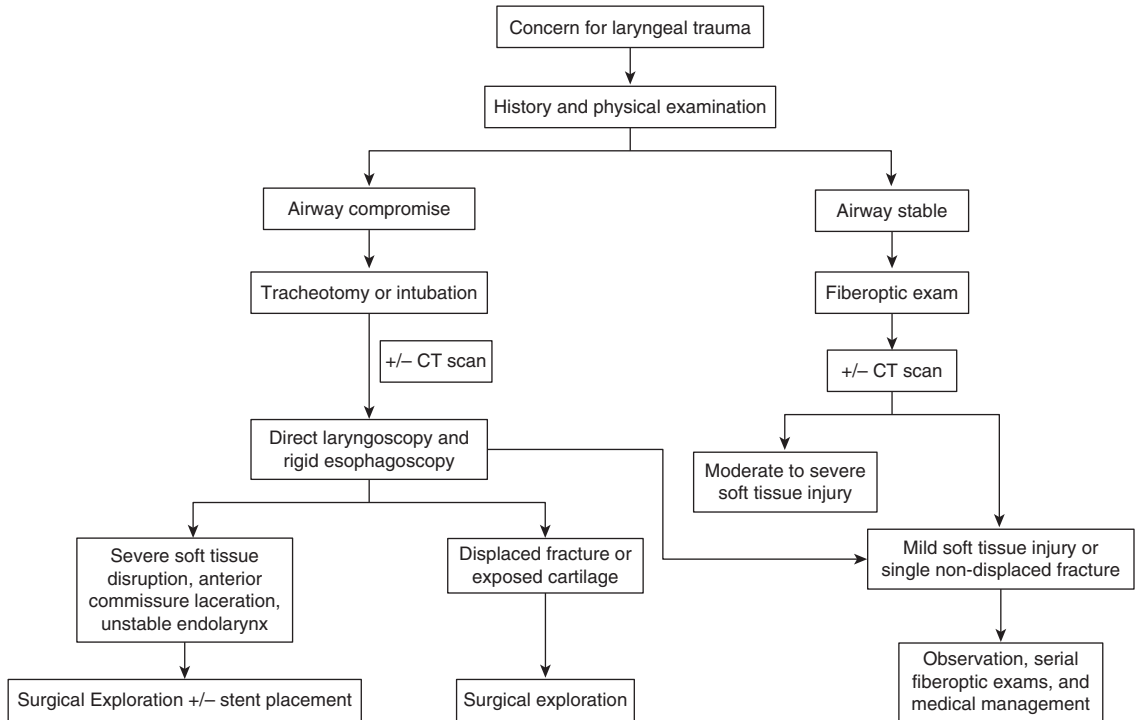 Concern for laryngeal trauma
History and physical examination
Airway compromise
Airway stable
Tracheotomy or intubation
Fiberoptic exam
+/– CT scan
+/– CT scan
Direct laryngoscopy and
rigid esophagoscopy
Moderate to severe
soft tissue injury
Severe soft tissue
disruption, anterior
commissure laceration,
unstable endolarynx
Displaced fracture or
exposed cartilage
Mild soft tissue injury or
single non-displaced fracture
Surgical Exploration +/– stent placement
Surgical exploration
Observation, serial
fiberoptic exams, and
medical management